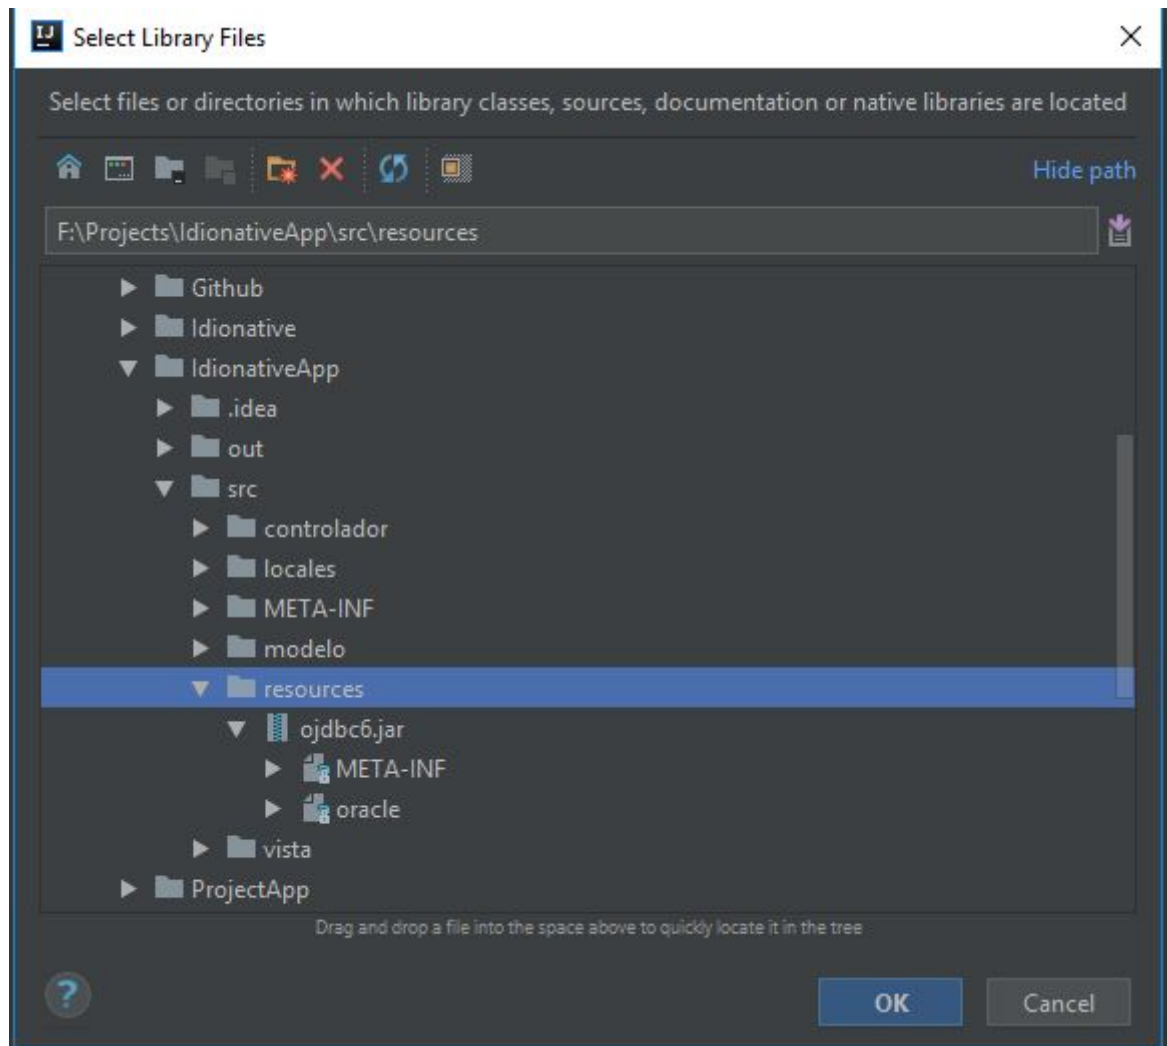 IJ
Select Library Files
Select files or directories in which library classes, sources, documentation or native libraries are located
Hide path
F:\Projects\IdionativeApp\src\resources
Github
Idionative
IdionativeApp
.idea
out
src
controlador
locales
META-INF
modelo
resources
ojdbc6.jar
META-INF
oracle
vista
ProjectApp
Drag and drop a file into the space above to quickly locate it in the tree
?
OK Cancel